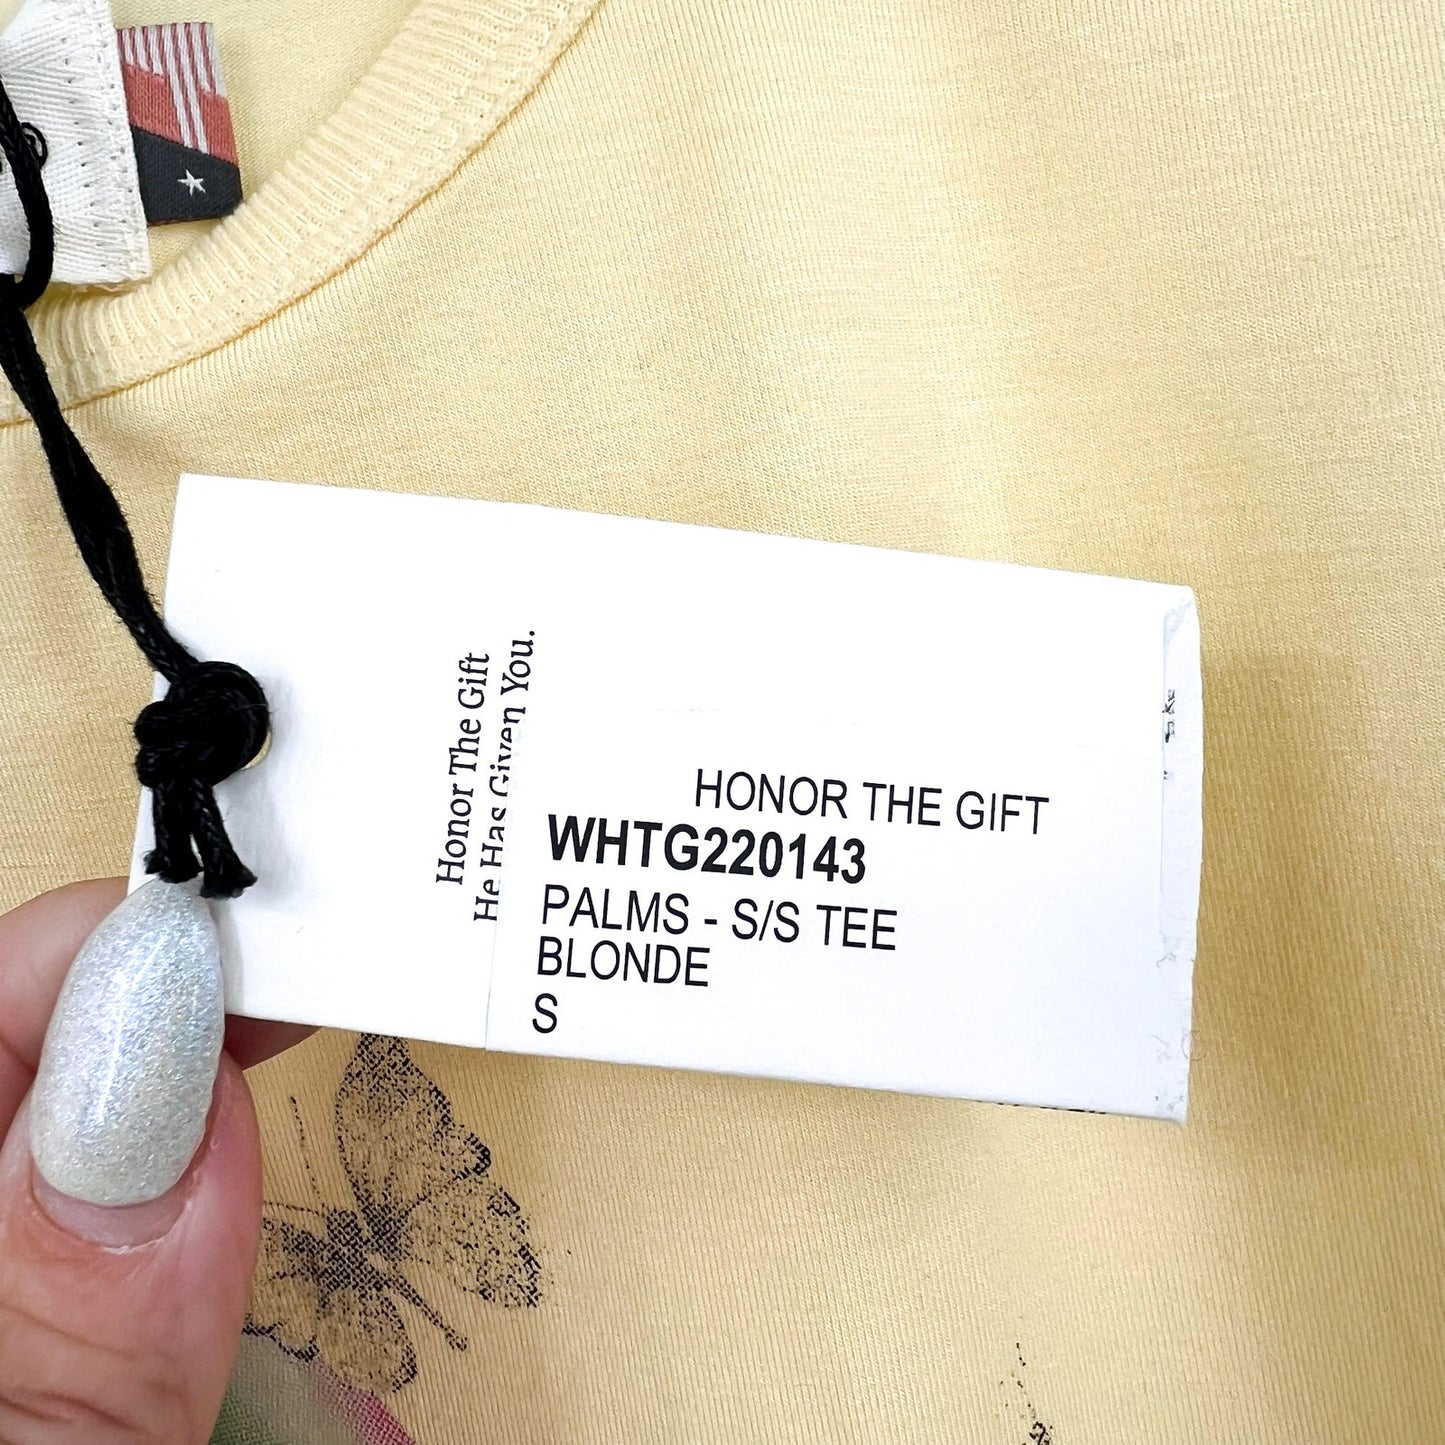 Honor The Gift
He Has Given You.
HONOR THE GIFT
WHTG220143
PALMS - S/S TEE
BLONDE
S